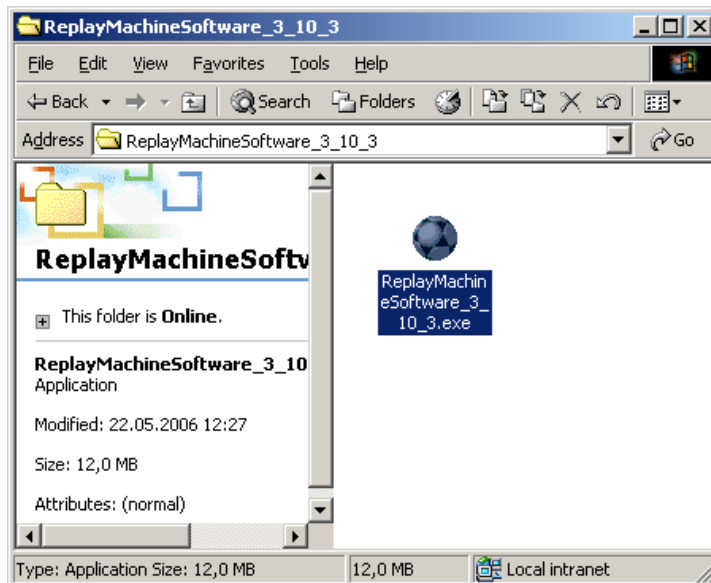 ReplayMachineSoftware_3_10_3
File Edit View Favorites Tools Help
Back Search Folders
Address ReplayMachineSoftware_3_10_3 Go
ReplayMachineSoftw
This folder is Online.
ReplayMachineSoftware_3_10
Application
Modified: 22.05.2006 12:27
Size: 12,0 MB
Attributes: (normal)
ReplayMachin
eSoftware_3_
10_3.exe
Type: Application Size: 12,0 MB 12,0 MB Local intranet